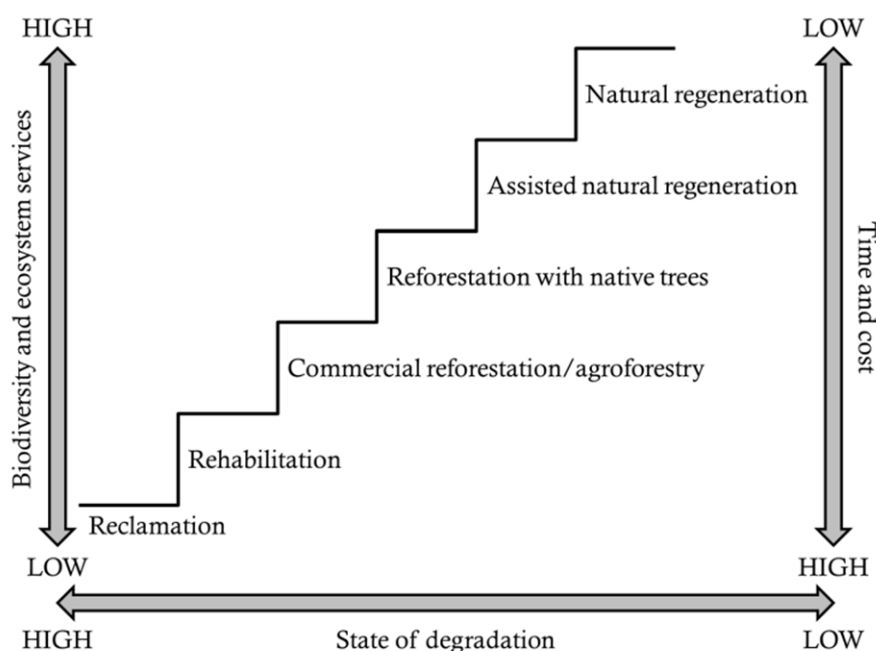 HIGH
LOW
Natural regeneration
Assisted natural regeneration
Reforestation with native trees
Commercial reforestation/agroforestry
Rehabilitation
Reclamation
Biodiversity and ecosystem services
Time and cost
LOW
HIGH
HIGH
State of degradation
LOW